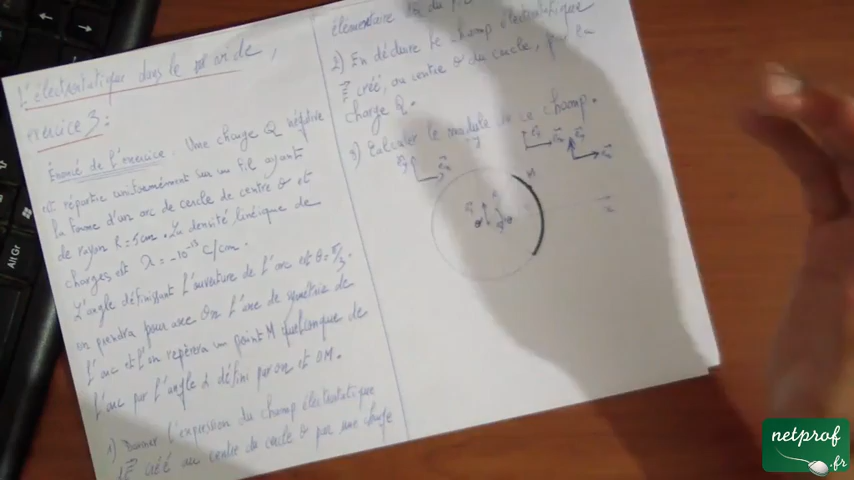 L'électrostatique dans le vide,
exercice 3:
Énoncé de l'exercice. Une charge Q négative
est répartie uniformément sur un fil ayant
la forme d'un arc de cercle de centre O et
de rayon R = 5cm. La densité linéique de
charges est λ = -10 C/cm.
L'angle définissant l'ouverture de l'arc est θ = π/3.
on prendra pour axe Ox l'axe de symétrie de
l'arc et l'on repèrera un point M quelconque de
l'arc par l'angle α défini par Ox et OM.
1) Donner l'expression du champ électrostatique
dE créé au centre du cercle O par une charge
élémentaire du
2) En déduire le champ électrostatique
E créé, au centre O du cercle, par la
charge Q.
3) Calculer le module de ce champ.
M
netprof
.fr
Alt Gr